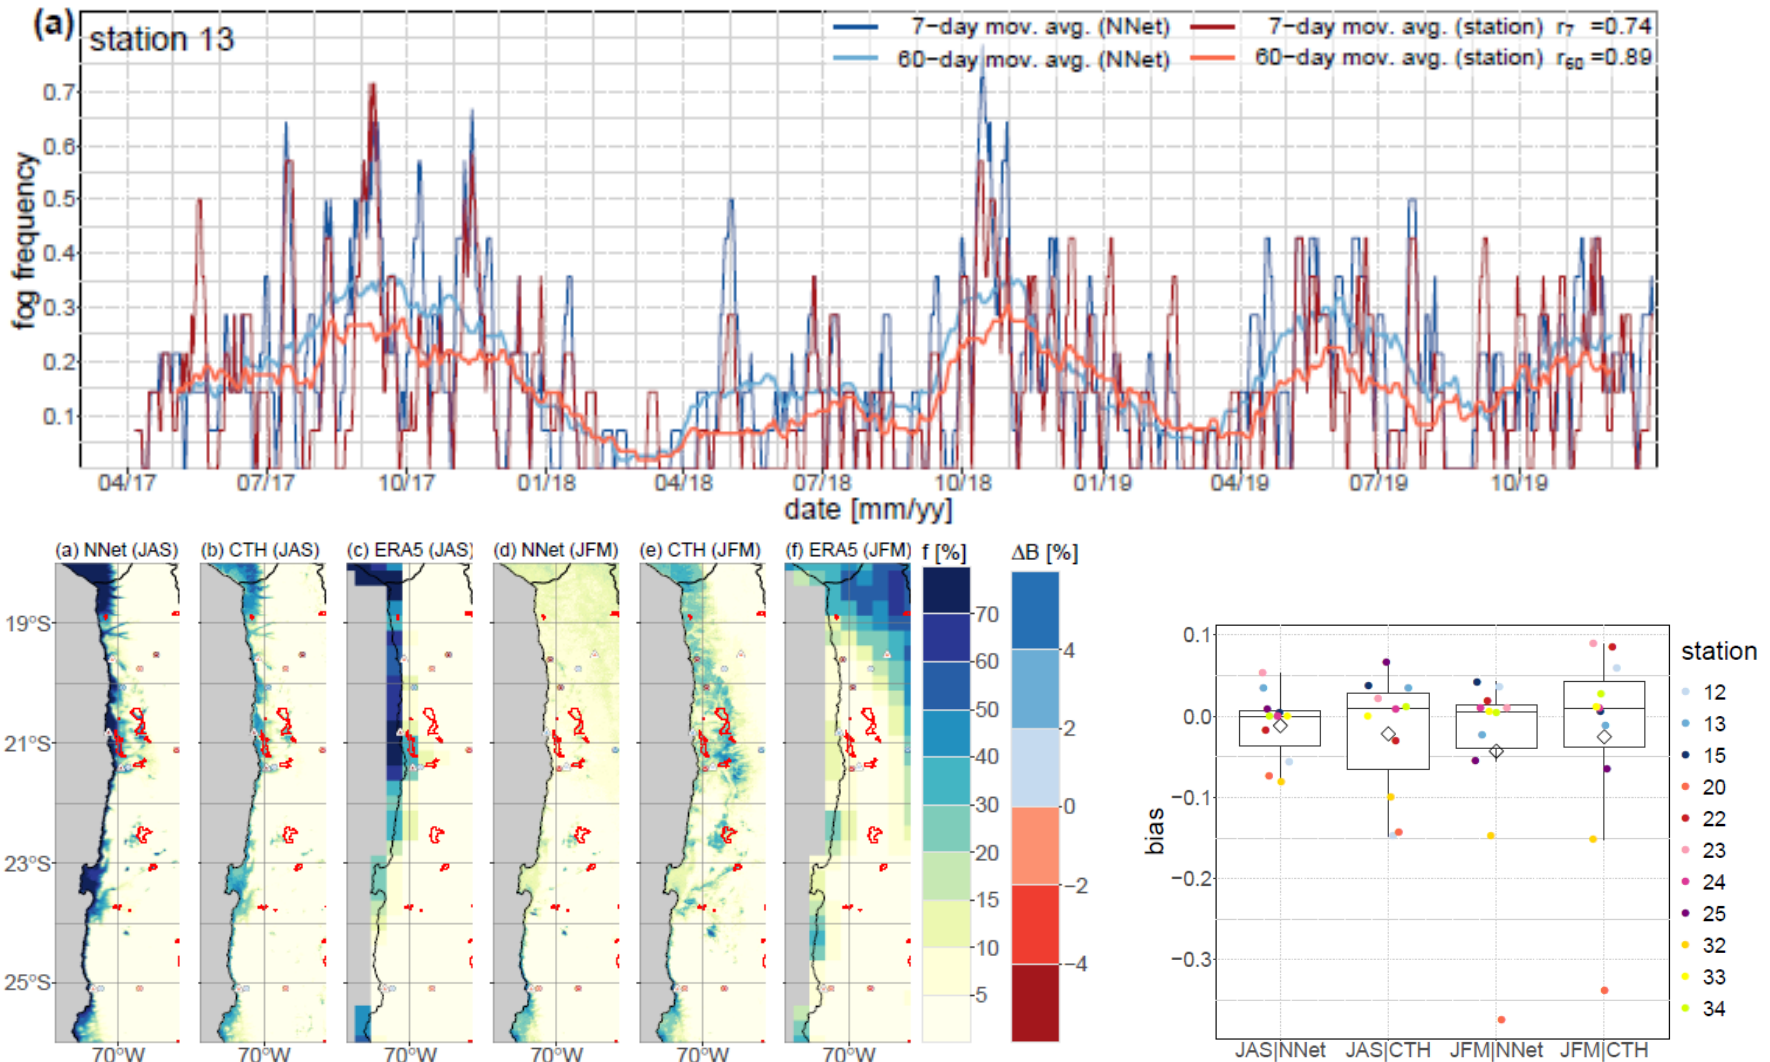 (a)
station 13
7-day mov. avg. (NNet)
7-day mov. avg. (station) r₇ =0.74
60-day mov. avg. (NNet)
60-day mov. avg. (station) r₆₀ =0.89
fog frequency
0.7
0.6
0.5
0.4
0.3
0.2
0.1
04/17 07/17 10/17 01/18 04/18 07/18 10/18 01/19 04/19 07/19 10/19
date [mm/yy]
(a) NNet (JAS) (b) CTH (JAS) (c) ERA5 (JAS) (d) NNet (JFM) (e) CTH (JFM) (f) ERA5 (JFM) f [%] ΔB [%]
19°S
21°S
23°S
25°S
70°W 70°W 70°W 70°W 70°W 70°W
70
60
50
40
30
20
15
10
5
4
2
0
−2
−4
bias
0.1
0.0
−0.1
−0.2
−0.3
JAS|NNet JAS|CTH JFM|NNet JFM|CTH
station
12
13
15
20
22
23
24
25
32
33
34